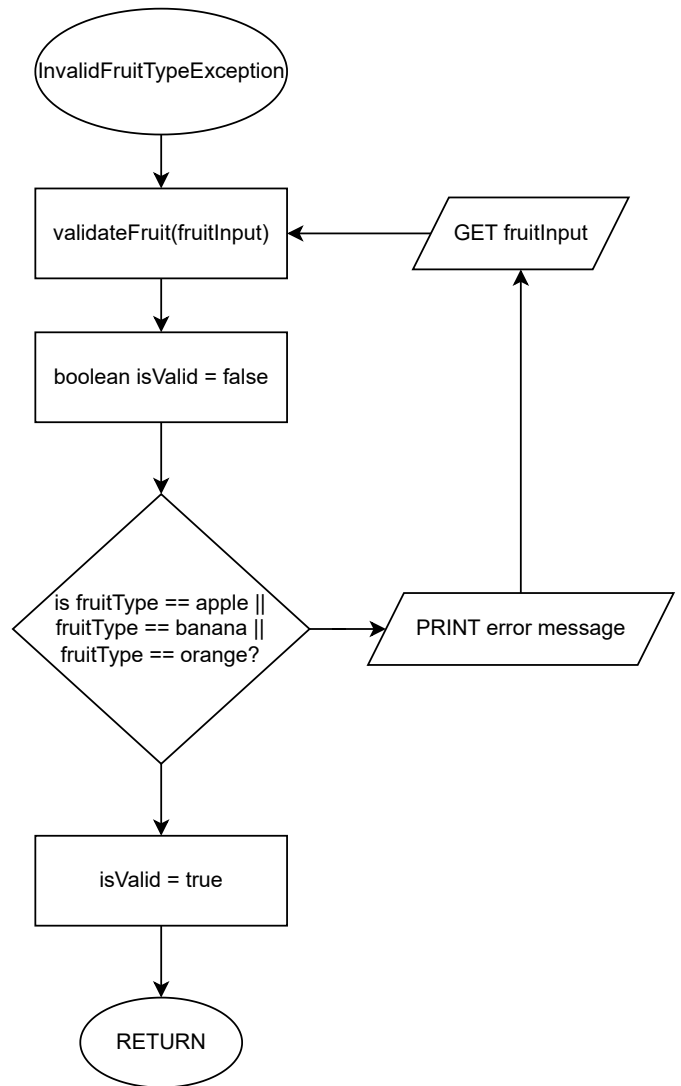 InvalidFruitTypeException
validateFruit(fruitInput)
GET fruitInput
boolean isValid = false
is fruitType == apple ||
fruitType == banana ||
fruitType == orange?
PRINT error message
isValid = true
RETURN